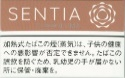 SENTIA
加熱式たばこの煙(蒸気)は、子供の健康
への悪影響が否定できません。たばこの
誤飲を防ぐため、乳幼児の手が届かない
所に保管・廃棄を。